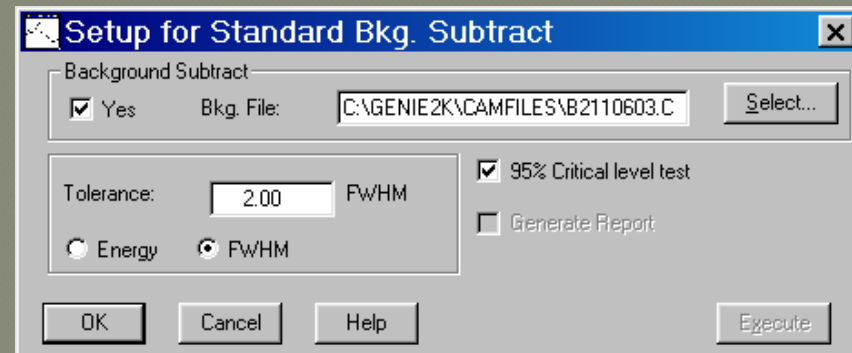 Setup for Standard Bkg. Subtract
Background Subtract
Yes
Bkg. File:
C:\GENIE2K\CAMFILES\B2110603.C
Select...
Tolerance:
2.00
FWHM
95% Critical level test
Generate Report
Energy
FWHM
OK
Cancel
Help
Execute